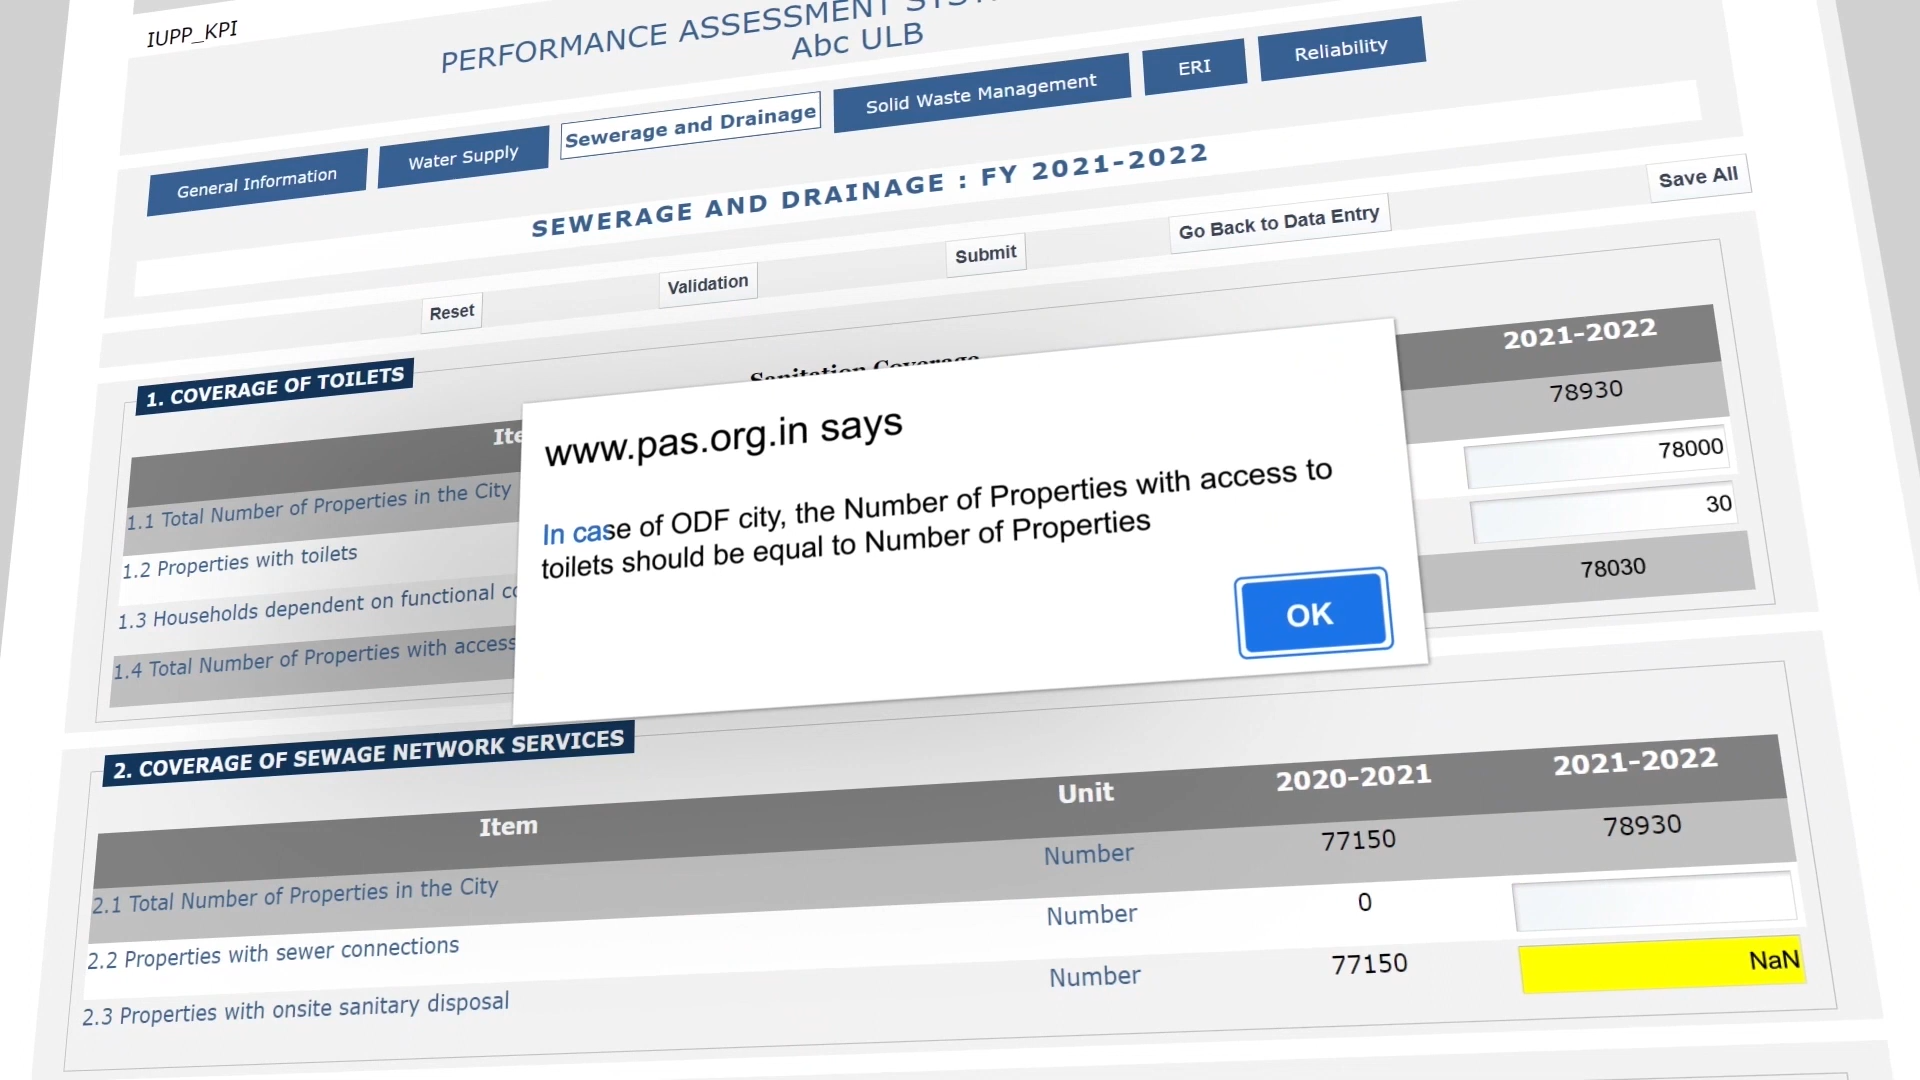 IUPP_KPI
PERFORMANCE ASSESSMENT
Abc ULB
General Information
Water Supply
Sewerage and Drainage
Solid Waste Management
ERI
Reliability
SEWERAGE AND DRAINAGE : FY 2021-2022
Reset
Validation
Submit
Go Back to Data Entry
Save All
1. COVERAGE OF TOILETS
Sanitation Coverage
2021-2022
1.1 Total Number of Properties in the City
78930
1.2 Properties with toilets
78000
1.3 Households dependent on functional
30
1.4 Total Number of Properties with access
78030
www.pas.org.in says
In case of ODF city, the Number of Properties with access to
toilets should be equal to Number of Properties
OK
2. COVERAGE OF SEWAGE NETWORK SERVICES
Item Unit 2020-2021 2021-2022
2.1 Total Number of Properties in the City Number 77150 78930
2.2 Properties with sewer connections Number 0
2.3 Properties with onsite sanitary disposal Number 77150 NaN